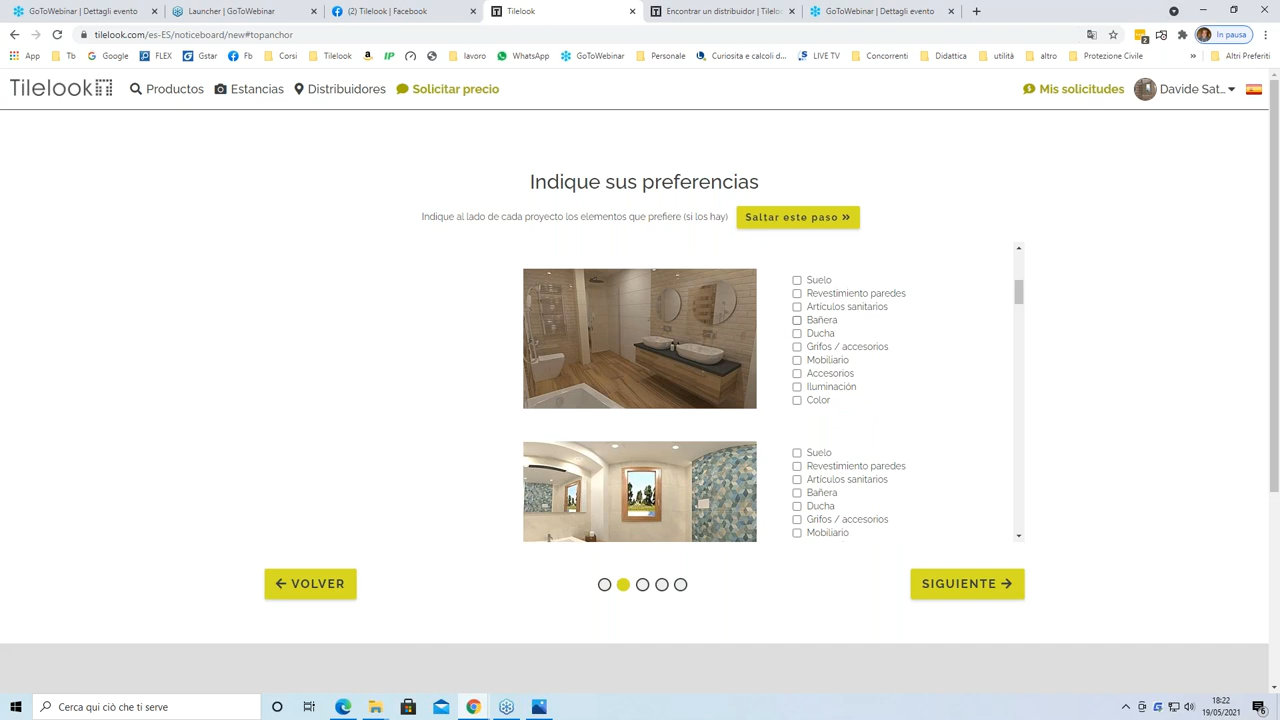 GoToWebinar | Dettagli evento
Launcher | GoToWebinar
(2) Tilelook | Facebook
Tilelook
Encontrar un distribuidor | Tileloo
GoToWebinar | Dettagli evento
tilelook.com/es-ES/noticeboard/new#topanchor
2
In pausa
App
Tb
Google
FLEX
Gstar
Fb
Corsi
Tilelook
IP
lavoro
WhatsApp
GoToWebinar
Personale
Curiosita e calcoli d...
LIVE TV
Concorrenti
Didattica
utilità
altro
Protezione Civile
»
Altri Preferiti
Tilelook
Productos
Estancias
Distribuidores
Solicitar precio
Mis solicitudes
Davide Sat...
Indique sus preferencias
Indique al lado de cada proyecto los elementos que prefiere (si los hay)
Saltar este paso »
Suelo
Revestimiento paredes
Artículos sanitarios
Bañera
Ducha
Grifos / accesorios
Mobiliario
Accesorios
Iluminación
Color
Suelo
Revestimiento paredes
Artículos sanitarios
Bañera
Ducha
Grifos / accesorios
Mobiliario
← VOLVER
SIGUIENTE →
Cerca qui ciò che ti serve
18:22
19/05/2021
6